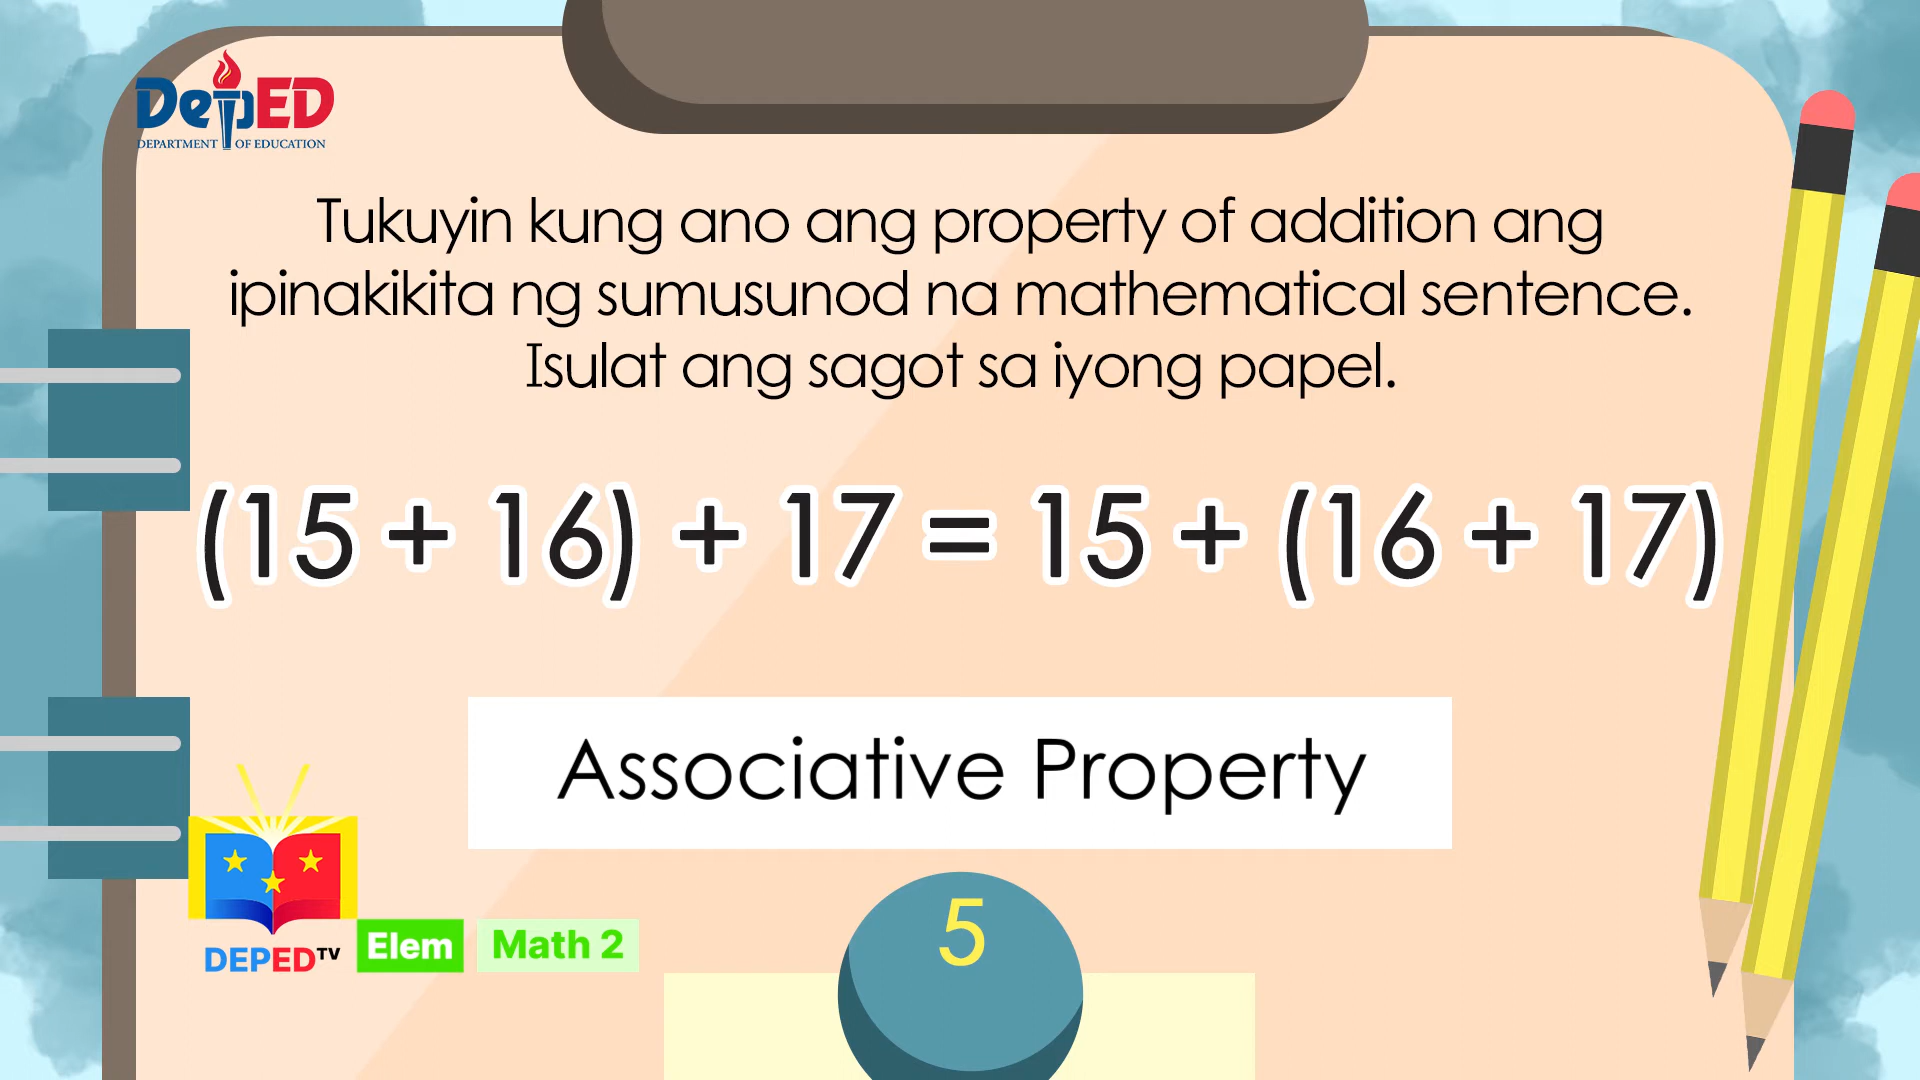 DepED
DEPARTMENT OF EDUCATION
Tukuyin kung ano ang property of addition ang
ipinakikita ng sumusunod na mathematical sentence.
Isulat ang sagot sa iyong papel.
(15 + 16) + 17 = 15 + (16 + 17)
Associative Property
5
DEPED TV
Elem
Math 2